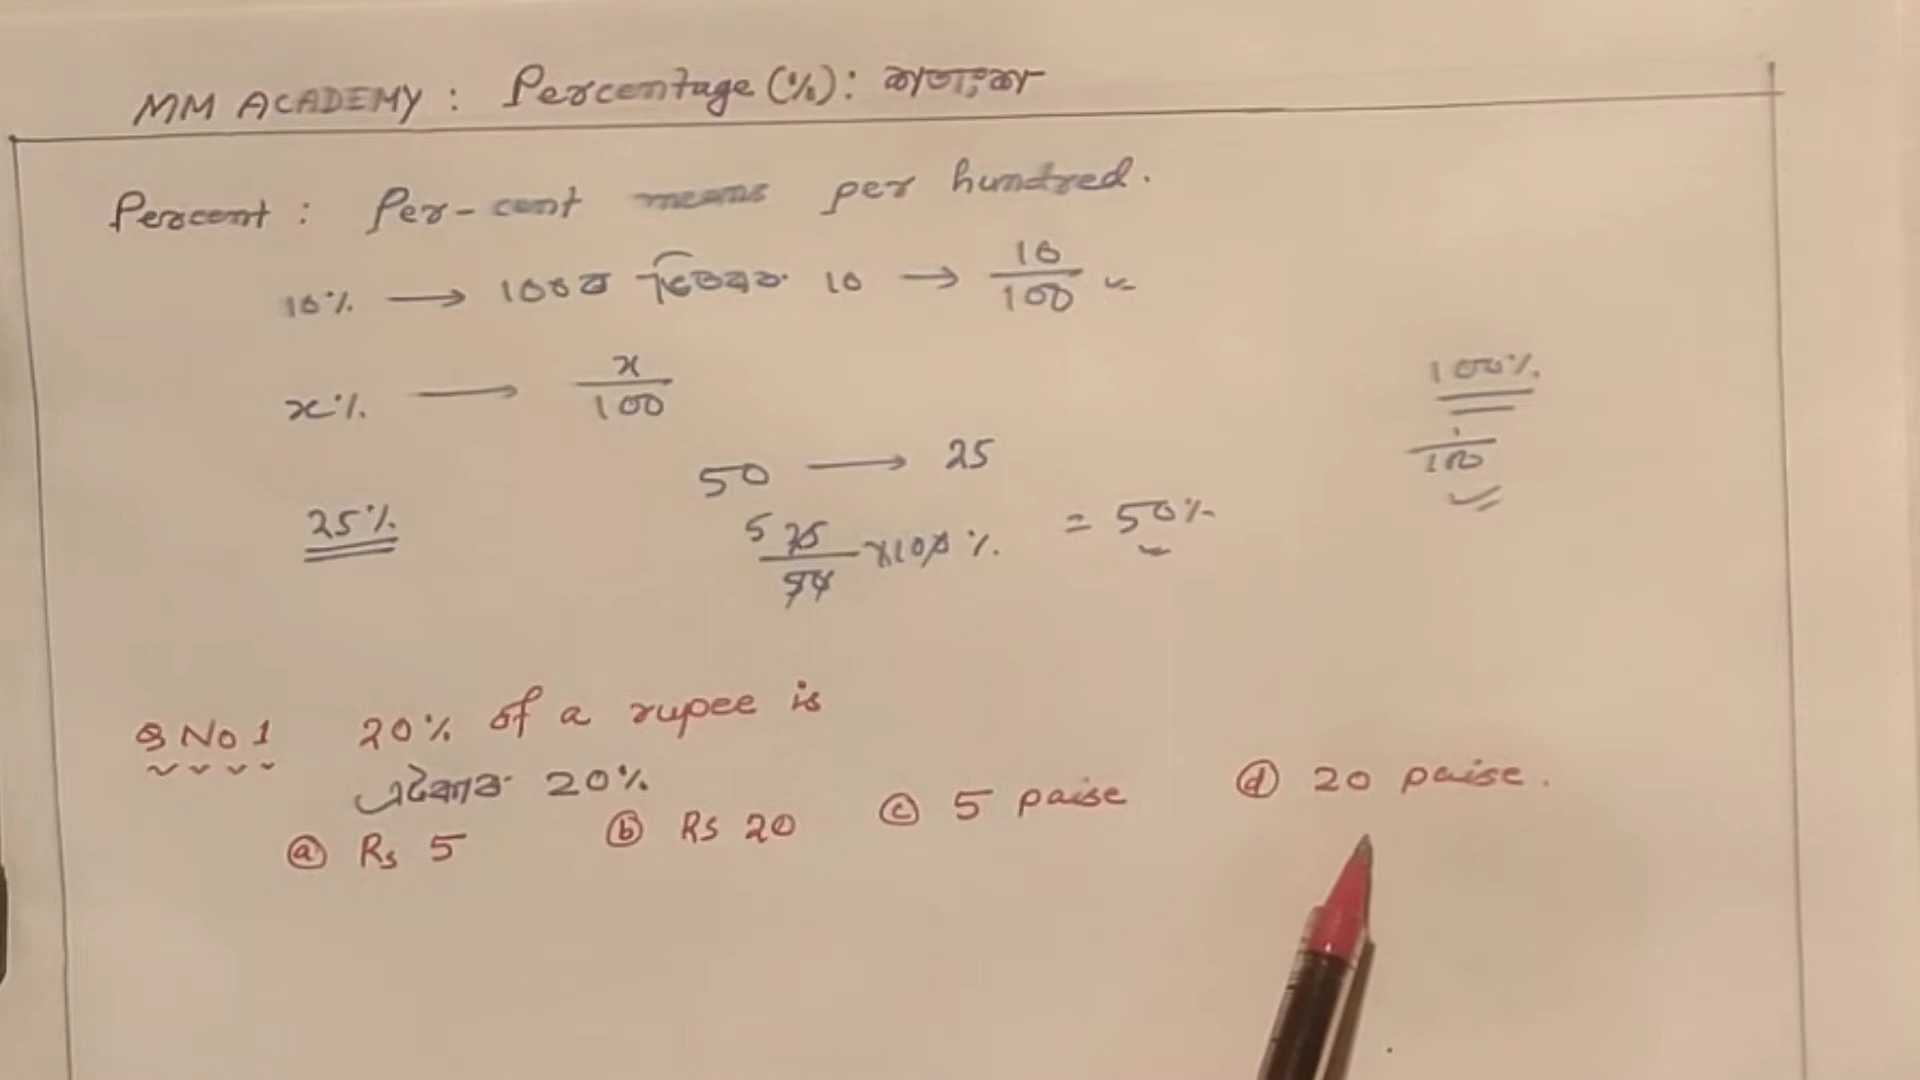 MM ACADEMY : Percentage (%) : শতাংশ
Percent : Per-cent means per hundred.
10% → 100ৰ ভিতৰত 10 → 10/100
x% → x/100
100%
1/100
50 → 25
25%
5 25/50 × 100 % = 50%
Q No 1 20% of a rupee is
এটকাৰ 20%
ⓐ Rs 5 ⓑ Rs 20 ⓒ 5 paise ⓓ 20 paise.